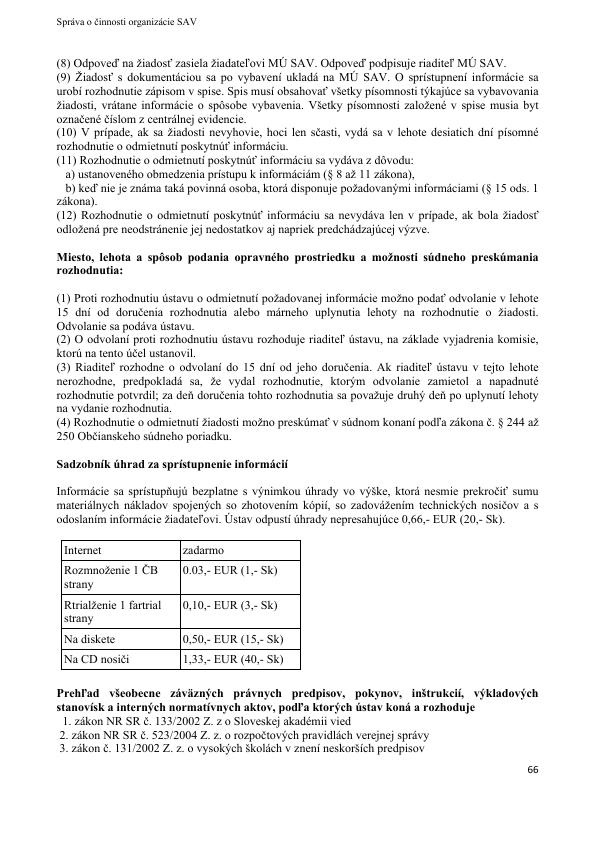 Správa o činnosti organizácie SAV
(8) Odpoveď na žiadosť zasiela žiadateľovi MÚ SAV. Odpoveď podpisuje riaditeľ MÚ SAV.
(9) Žiadosť s dokumentáciou sa po vybavení ukladá na MÚ SAV. O sprístupnení informácie sa
urobí rozhodnutie zápisom v spise. Spis musí obsahovať všetky písomnosti týkajúce sa vybavovania
žiadosti, vrátane informácie o spôsobe vybavenia. Všetky písomnosti založené v spise musia byt
označené číslom z centrálnej evidencie.
(10) V prípade, ak sa žiadosti nevyhovie, hoci len sčasti, vydá sa v lehote desiatich dní písomné
rozhodnutie o odmietnutí poskytnúť informáciu.
(11) Rozhodnutie o odmietnutí poskytnúť informáciu sa vydáva z dôvodu:
a) ustanoveného obmedzenia prístupu k informáciám (§ 8 až 11 zákona),
b) keď nie je známa taká povinná osoba, ktorá disponuje požadovanými informáciami (§ 15 ods. 1
zákona).
(12) Rozhodnutie o odmietnutí poskytnúť informáciu sa nevydáva len v prípade, ak bola žiadosť
odložená pre neodstránenie jej nedostatkov aj napriek predchádzajúcej výzve.
Miesto, lehota a spôsob podania opravného prostriedku a možnosti súdneho preskúmania
rozhodnutia:
(1) Proti rozhodnutiu ústavu o odmietnutí požadovanej informácie možno podať odvolanie v lehote
15 dní od doručenia rozhodnutia alebo márneho uplynutia lehoty na rozhodnutie o žiadosti.
Odvolanie sa podáva ústavu.
(2) O odvolaní proti rozhodnutiu ústavu rozhoduje riaditeľ ústavu, na základe vyjadrenia komisie,
ktorú na tento účel ustanovil.
(3) Riaditeľ rozhodne o odvolaní do 15 dní od jeho doručenia. Ak riaditeľ ústavu v tejto lehote
nerozhodne, predpokladá sa, že vydal rozhodnutie, ktorým odvolanie zamietol a napadnuté
rozhodnutie potvrdil; za deň doručenia tohto rozhodnutia sa považuje druhý deň po uplynutí lehoty
na vydanie rozhodnutia.
(4) Rozhodnutie o odmietnutí žiadosti možno preskúmať v súdnom konaní podľa zákona č. § 244 až
250 Občianskeho súdneho poriadku.
Sadzobník úhrad za sprístupnenie informácií
Informácie sa sprístupňujú bezplatne s výnimkou úhrady vo výške, ktorá nesmie prekročiť sumu
materiálnych nákladov spojených so zhotovením kópií, so zadovážením technických nosičov a s
odoslaním informácie žiadateľovi. Ústav odpustí úhrady nepresahujúce 0,66,- EUR (20,- Sk).
Internet zadarmo
Rozmnoženie 1 ČB 0.03,- EUR (1,- Sk)
strany
Rtrialženie 1 fartrial 0,10,- EUR (3,- Sk)
strany
Na diskete 0,50,- EUR (15,- Sk)
Na CD nosiči 1,33,- EUR (40,- Sk)
Prehľad všeobecne záväzných právnych predpisov, pokynov, inštrukcií, výkladových
stanovísk a interných normatívnych aktov, podľa ktorých ústav koná a rozhoduje
1. zákon NR SR č. 133/2002 Z. z o Sloveskej akadémii vied
2. zákon NR SR č. 523/2004 Z. z. o rozpočtových pravidlách verejnej správy
3. zákon č. 131/2002 Z. z. o vysokých školách v znení neskorších predpisov
66